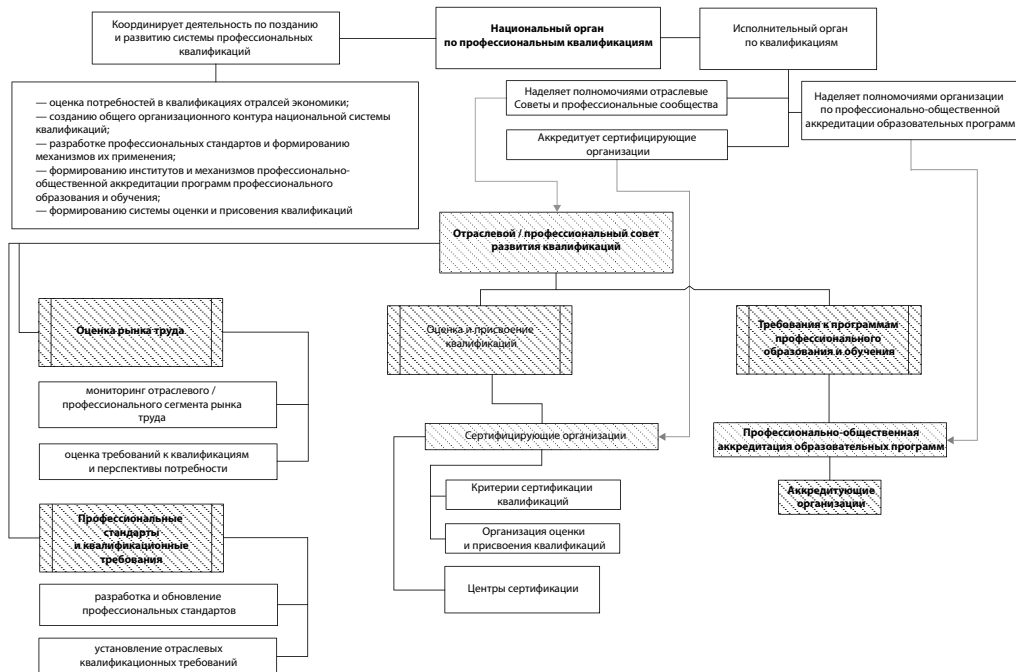 Координирует деятельность по позданию
и развитию системы профессиональных
квалификаций
Национальный орган
по профессиональным квалификациям
Исполнительный орган
по квалификациям
— оценка потребностей в квалификациях отралсей экономики;
— созданию общего организационного контура национальной системы
квалификаций;
— разработке профессиональных стандартов и формированию
механизмов их применения;
— формированию институтов и механизмов профессионально-
общественной аккредитации программ профессионального
образования и обучения;
— формированию системы оценки и присовения квалификаций
Наделяет полномочиями отраслевые
Советы и профессиональные сообщества
Наделяет полномочиями организации
по профессионально-общественной
аккредитации образовательных программ
Аккредитует сертифицирующие
организации
Отраслевой / профессиональный совет
развития квалификаций
Оценка рынка труда
Оценка и присвоение
квалификаций
Требования к программам
профессионального
образования и обучения
мониторинг отраслевого /
профессионального сегмента рынка
труда
Сертифицирующие организации
Профессионально-общественная
аккредитация образовательных программ
оценка требований к квалификациям
и перспективы потребности
Критерии сертификации
квалификаций
Аккредитующие
организации
Профессиональные
стандарты
и квалификационные
требования
Организация оценки
и присвоения квалификаций
Центры сертификации
разработка и обновление
профессиональных стандартов
установление отраслевых
квалификационных требований